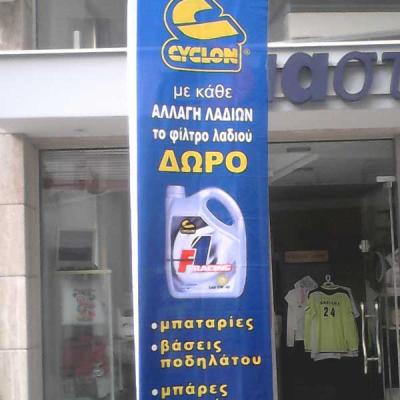 CYCLON
με κάθε
ΑΛΛΑΓΗ ΛΑΔΙΩΝ
το φίλτρο λαδιού
ΔΩΡΟ
F1
RACING
• μπαταρίες
• βάσεις
ποδηλάτου
• μπάρες
24